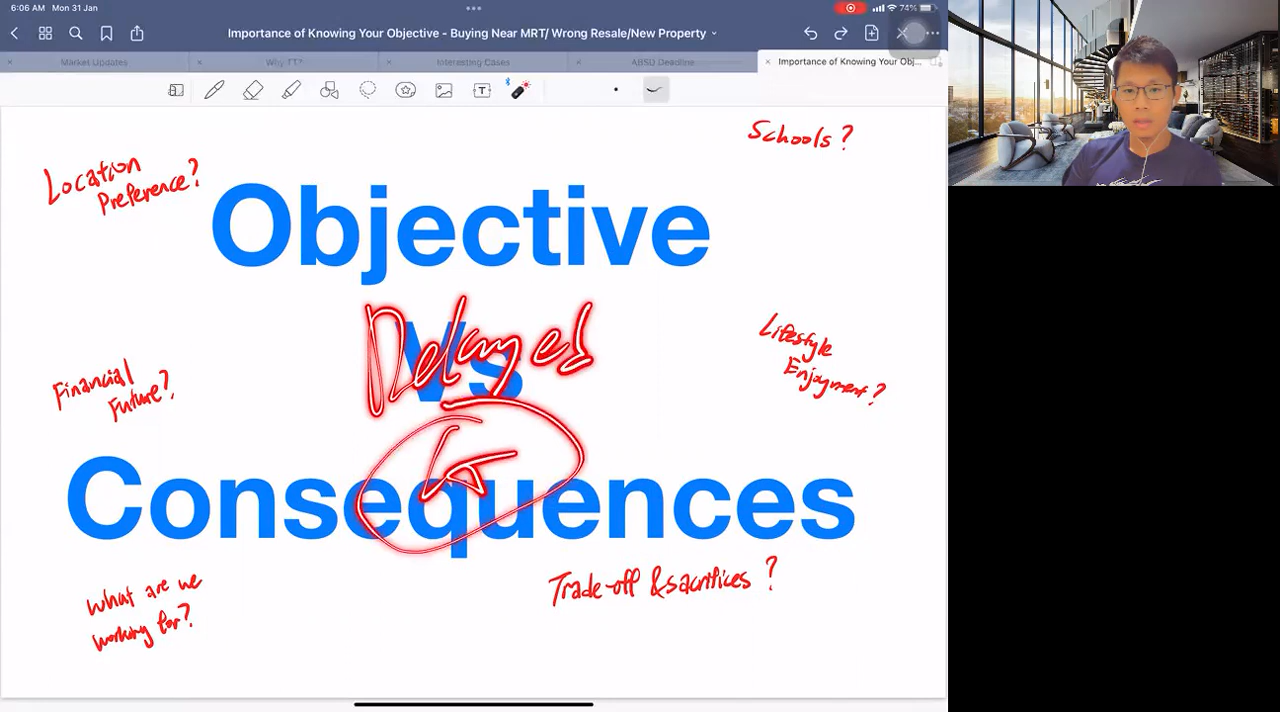 6:06 AM Mon 31 Jan
74%
Importance of Knowing Your Objective - Buying Near MRT/ Wrong Resale/New Property
Market Updates
Why FT?
Interesting Cases
ABSD Deadline
Importance of Knowing Your Obj...
T
Schools?
Location
Preference?
Objective
Vs
Delayed
G
Lifestyle
Enjoyment?
Financial
Future?
Consequences
What are we
working for?
Trade-off & sacrifices?